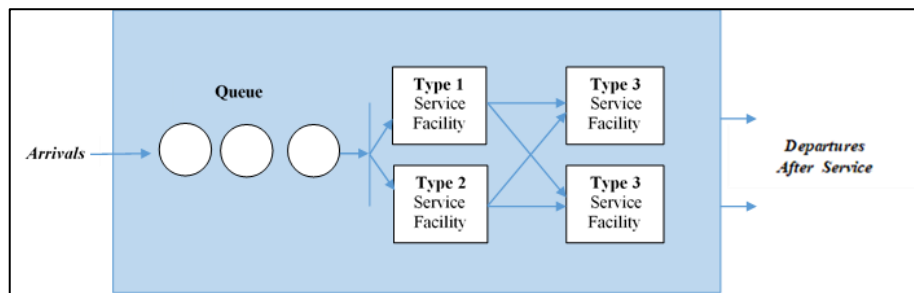 Queue
Arrivals
Type 1
Service
Facility
Type 2
Service
Facility
Type 3
Service
Facility
Type 3
Service
Facility
Departures
After Service